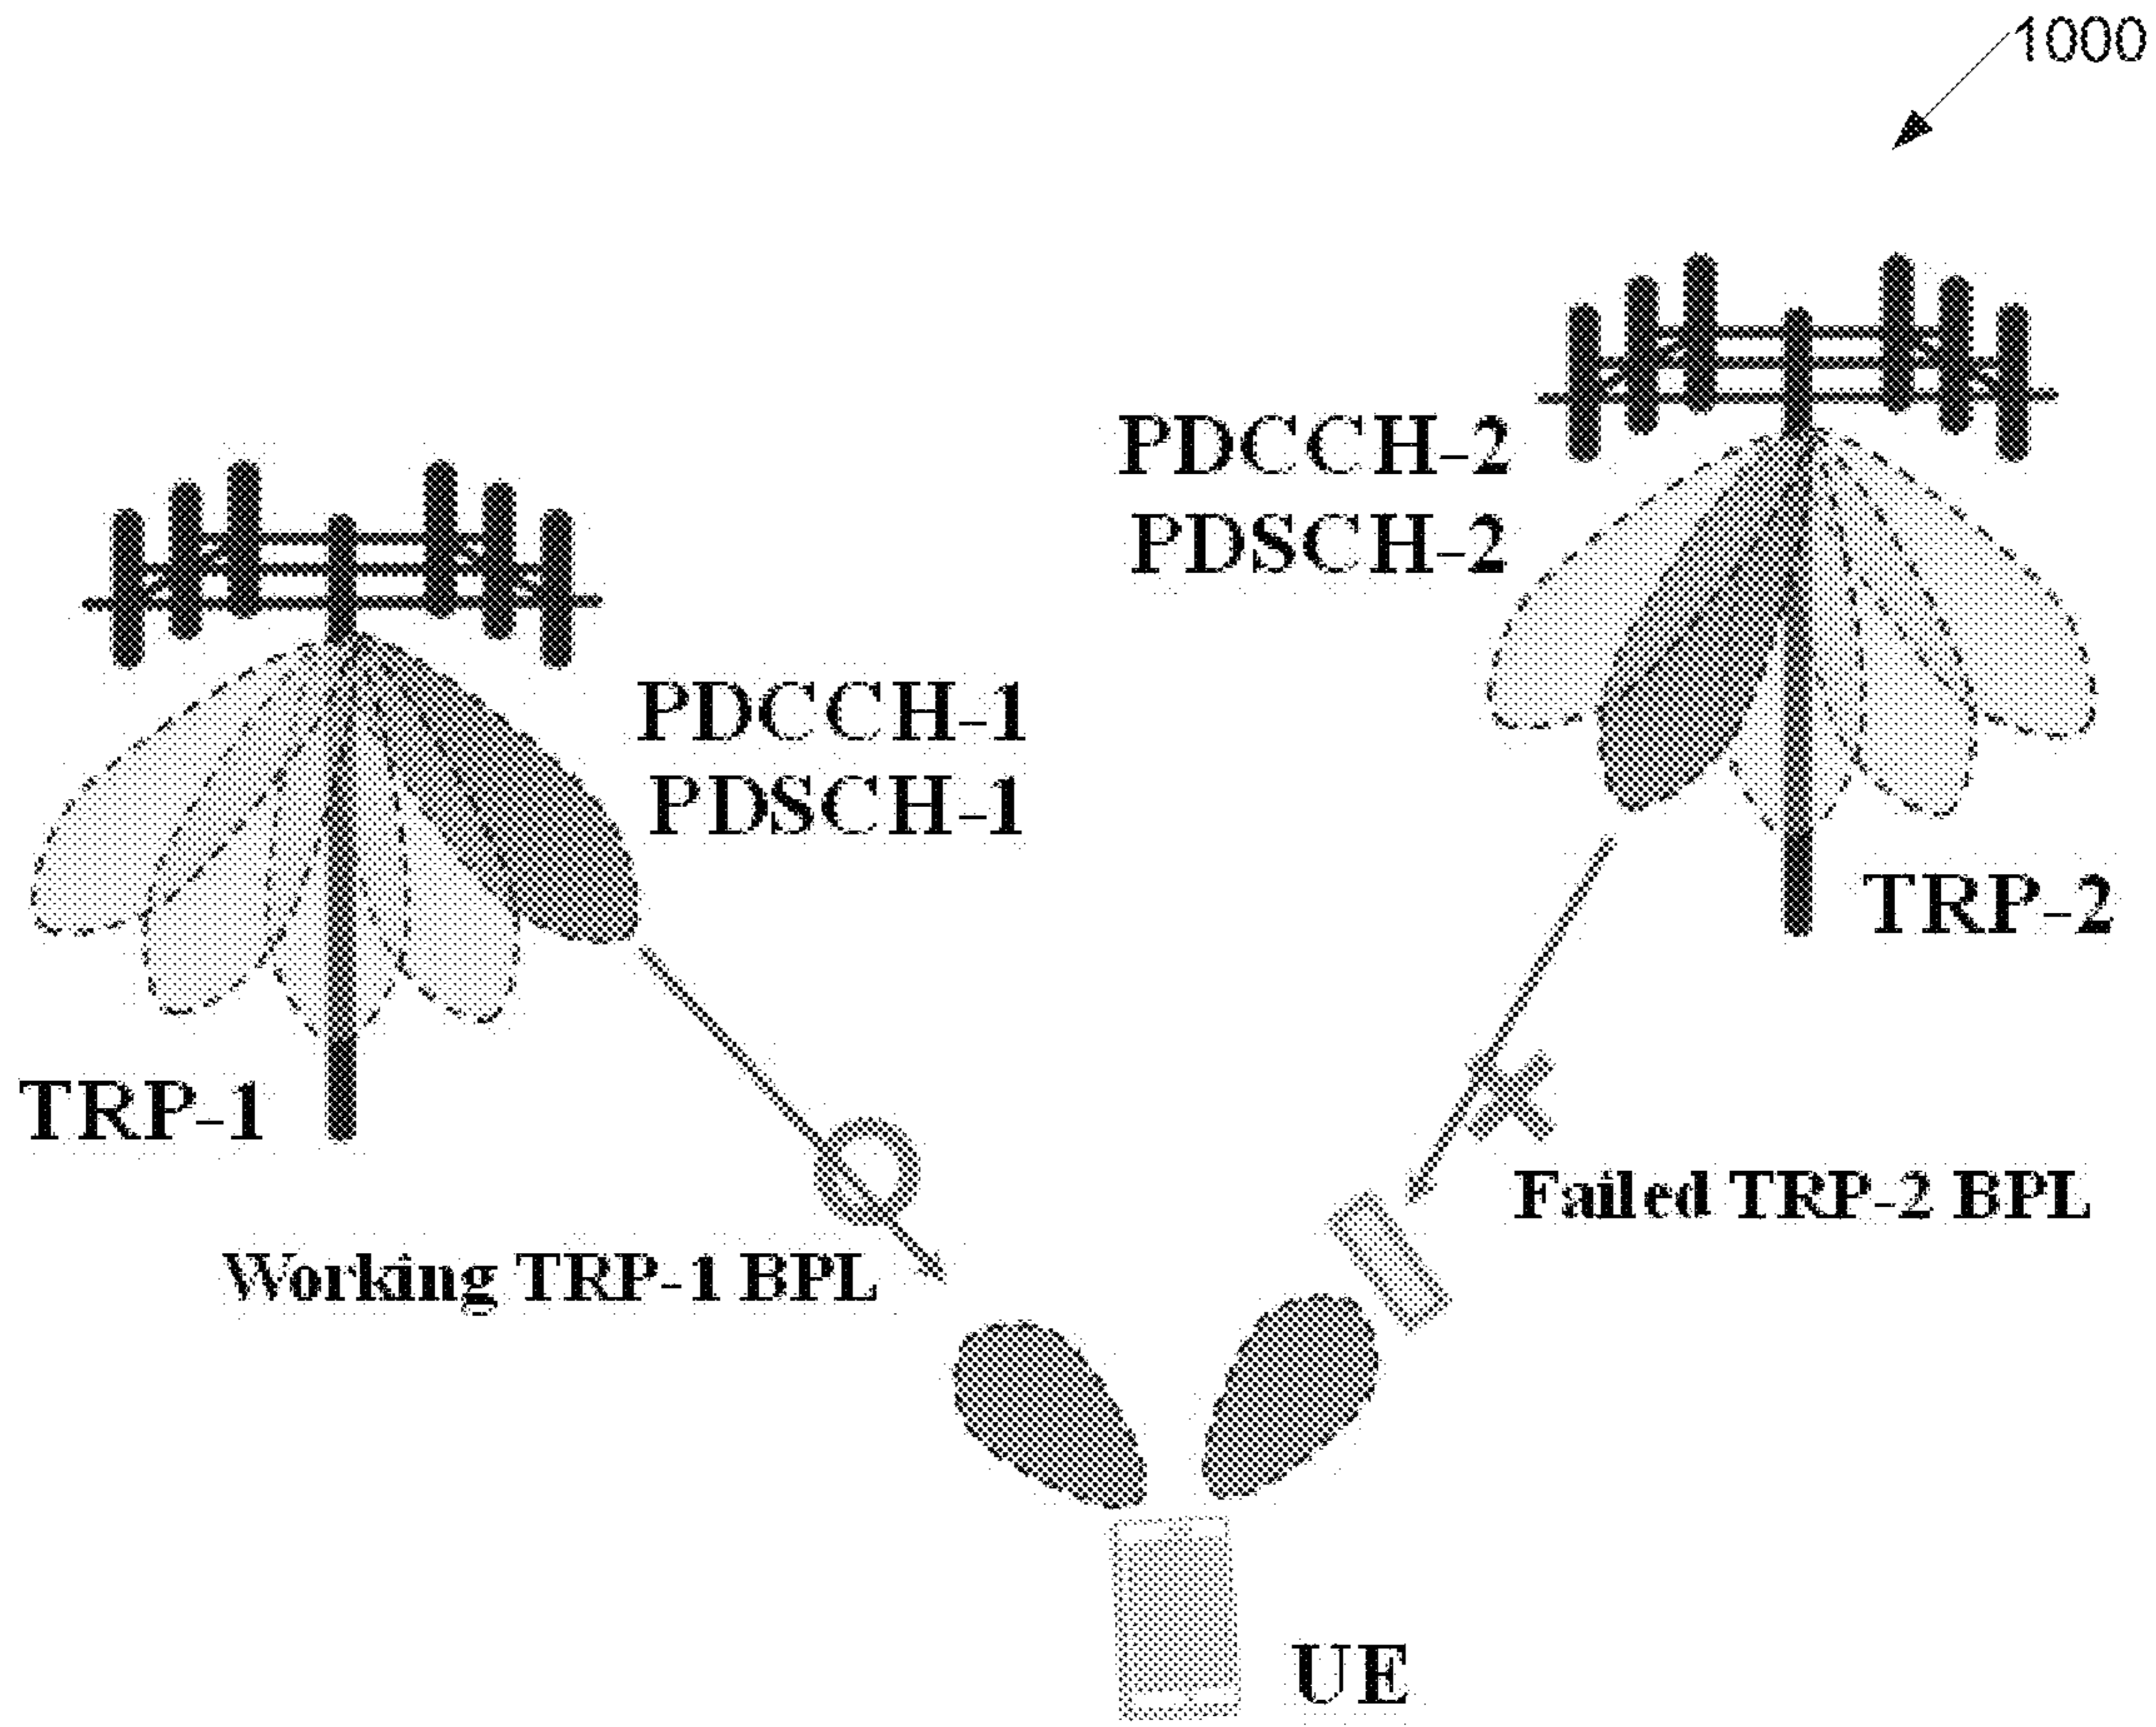 1000
PDCCH-2
PDSCH-2
PDCCH-1
PDSCH-1
TRP-2
TRP-1
Failed TRP-2 BPL
Working TRP-1 BPL
UE